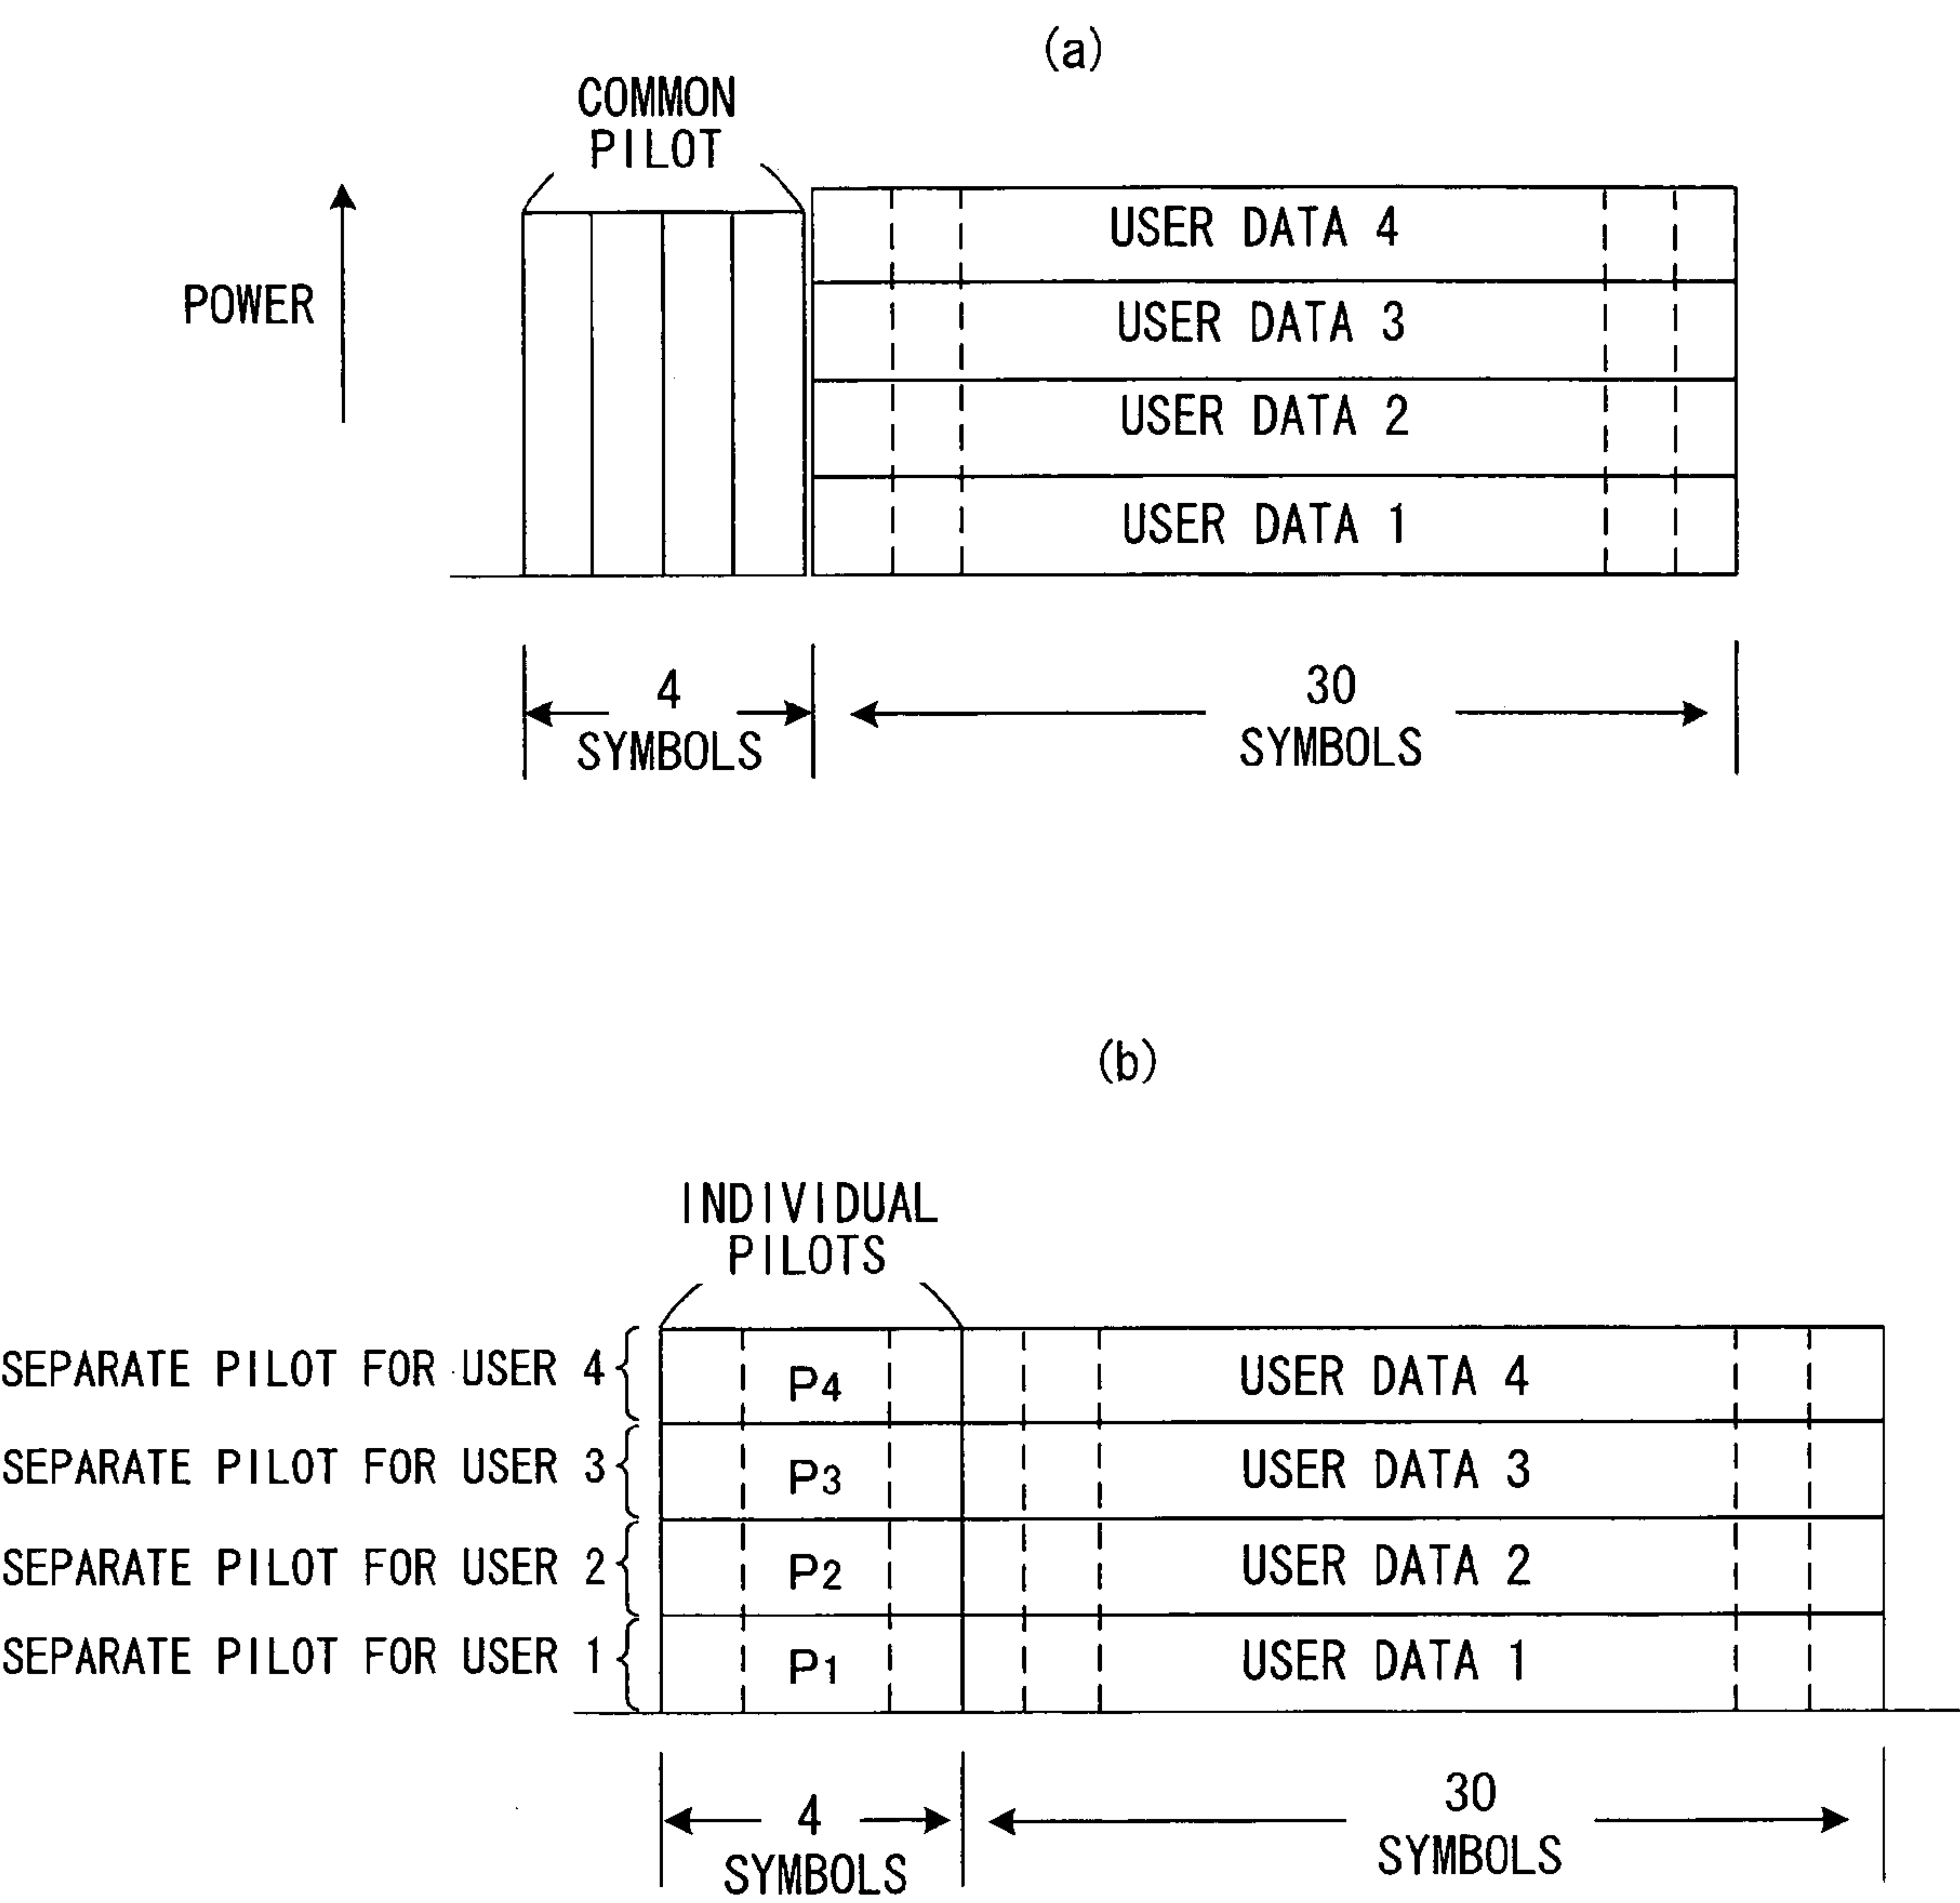 (a)
COMMON
PILOT
POWER
USER DATA 4
USER DATA 3
USER DATA 2
USER DATA 1
4
SYMBOLS
30
SYMBOLS
(b)
INDIVIDUAL
PILOTS
SEPARATE PILOT FOR USER 4 P4 USER DATA 4
SEPARATE PILOT FOR USER 3 P3 USER DATA 3
SEPARATE PILOT FOR USER 2 P2 USER DATA 2
SEPARATE PILOT FOR USER 1 P1 USER DATA 1
4
SYMBOLS
30
SYMBOLS